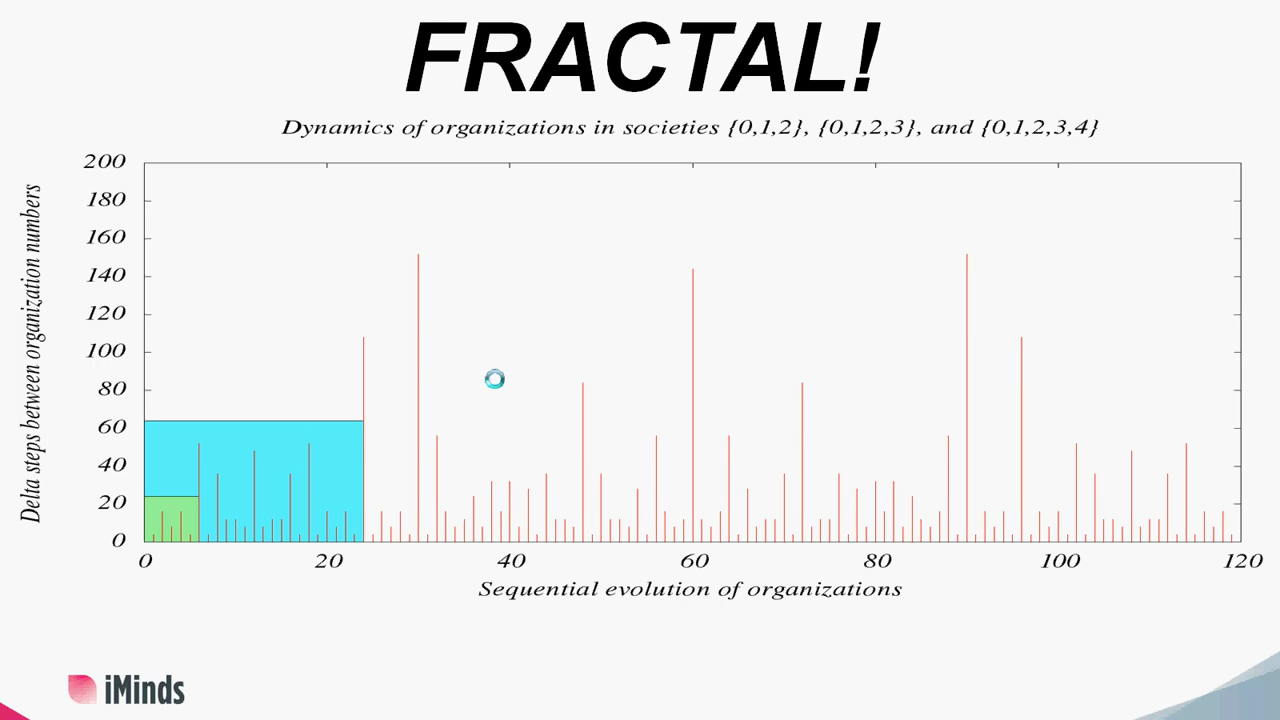 FRACTAL!
Dynamics of organizations in societies {0,1,2}, {0,1,2,3}, and {0,1,2,3,4}
Delta steps between organization numbers
200
180
160
140
120
100
80
60
40
20
0
0 20 40 60 80 100 120
Sequential evolution of organizations
iMinds